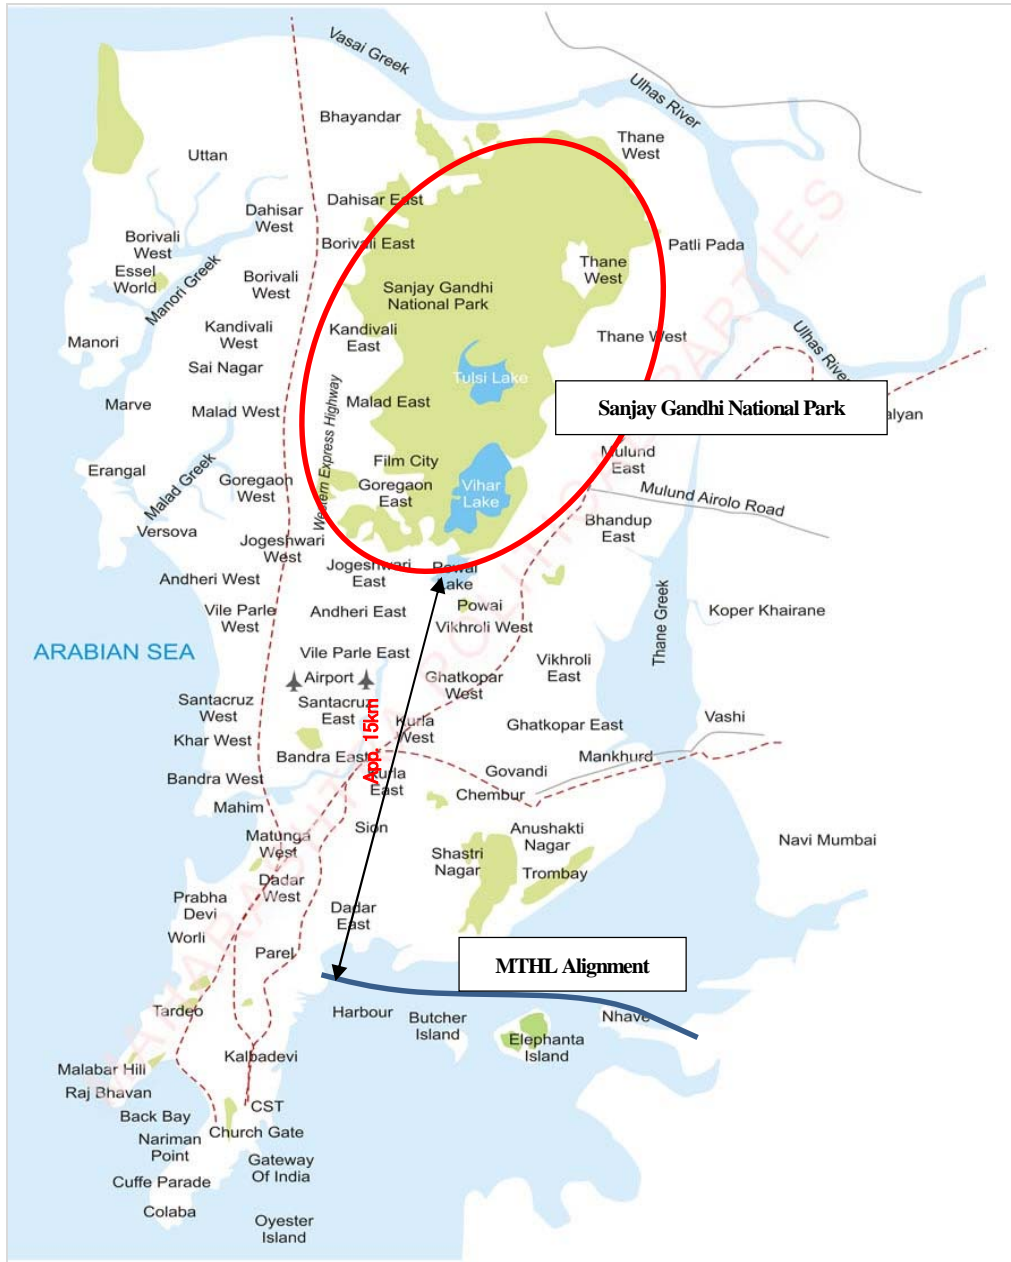 Vasai Greek
Ulhas River
Bhayandar
Thane
West
Uttan
Dahisar East
Dahisar
West
Borivali
West
Borivali East
Patli Pada
Essel
World
Manori Greek
Borivali
West
Thane
West
Sanjay Gandhi
National Park
Kandivali
West
Kandivali
East
Thane West
Manori
Ulhas River
Sai Nagar
Tulsi Lake
Marve
Malad West
Western Express Highway
Malad East
Sanjay Gandhi National Park
alyan
Erangal
Malad Greek
Film City
Mulund
East
Goregaon
West
Goregaon
East
Vihar
Lake
Mulund Airolo Road
Versova
Bhandup
East
Jogeshwari
West
Jogeshwari
East
Powai
Lake
Andheri West
Vile Parle
West
Andheri East
Powai
Thane Greek
Koper Khairane
Vikhroli West
ARABIAN SEA
Vile Parle East
Vikhroli
East
Airport
Ghatkopar
West
Santacruz
West
Santacruz
East
App. 15km
Kurla
West
Ghatkopar East
Vashi
Khar West
Bandra East
Mankhurd
Bandra West
Kurla
East
Govandi
Chembur
Mahim
Sion
Matunga
West
Anushakti
Nagar
Navi Mumbai
Shastri
Nagar
Trombay
Dadar
West
Prabha
Devi
Dadar
East
Worli
Parel
MTHL Alignment
Tardeo
Harbour
Butcher
Island
Nhave
Elephanta
Island
Kalbadevi
Malabar Hill
Raj Bhavan
CST
Back Bay
Church Gate
Nariman
Point
Gateway
Of India
Cuffe Parade
Colaba
Oyester
Island